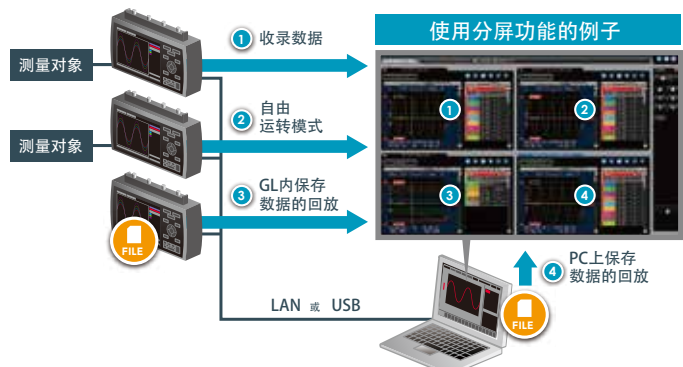 使用分屏功能的例子
测量对象
1 收录数据
测量对象
2 自由
运转模式
3 GL内保存
数据的回放
FILE
1
2
3
4
4 PC上保存
数据的回放
FILE
LAN 或 USB